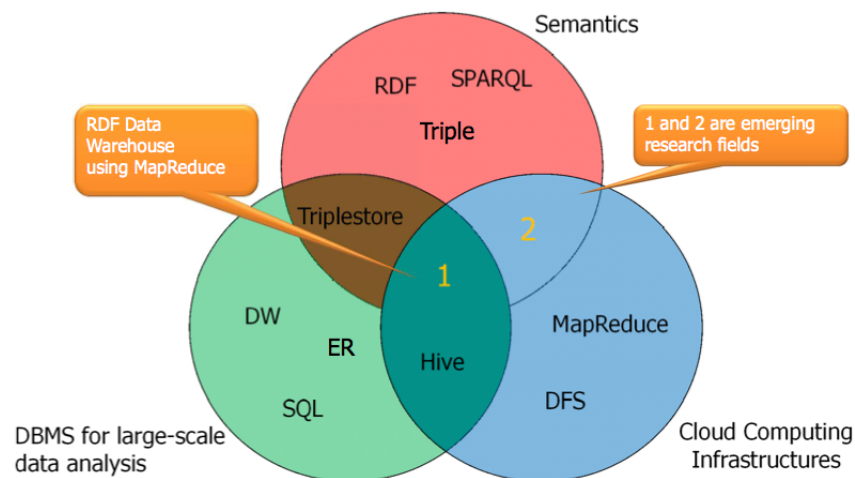 Semantics
RDF
SPARQL
Triple
RDF Data
Warehouse
using MapReduce
1 and 2 are emerging
research fields
Triplestore
2
1
DW
ER
SQL
Hive
MapReduce
DFS
DBMS for large-scale
data analysis
Cloud Computing
Infrastructures